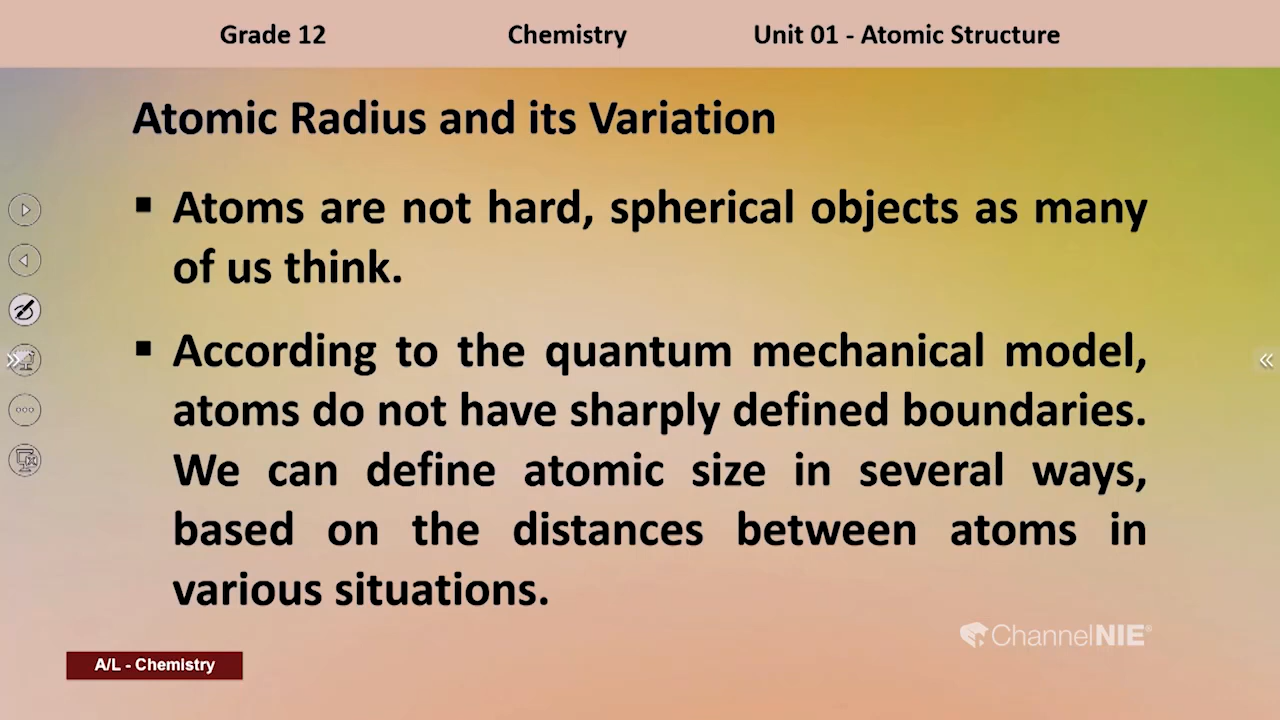 Grade 12 Chemistry Unit 01 - Atomic Structure
Atomic Radius and its Variation
▪ Atoms are not hard, spherical objects as many
of us think.
▪ According to the quantum mechanical model,
atoms do not have sharply defined boundaries.
We can define atomic size in several ways,
based on the distances between atoms in
various situations.
ChannelNIE®
A/L - Chemistry